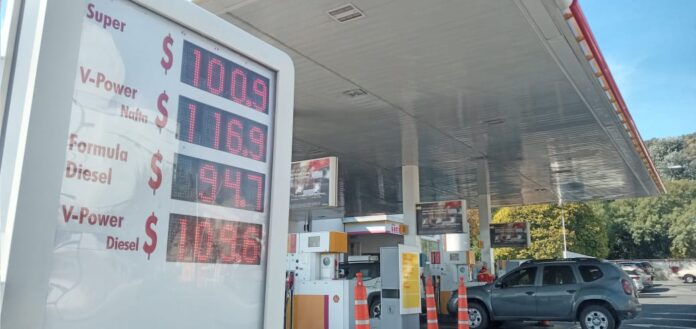 Super $ 100.9
V-Power
Nafta $ 116.9
Formula
Diesel $ 94.7
V-Power
Diesel $ 103.6